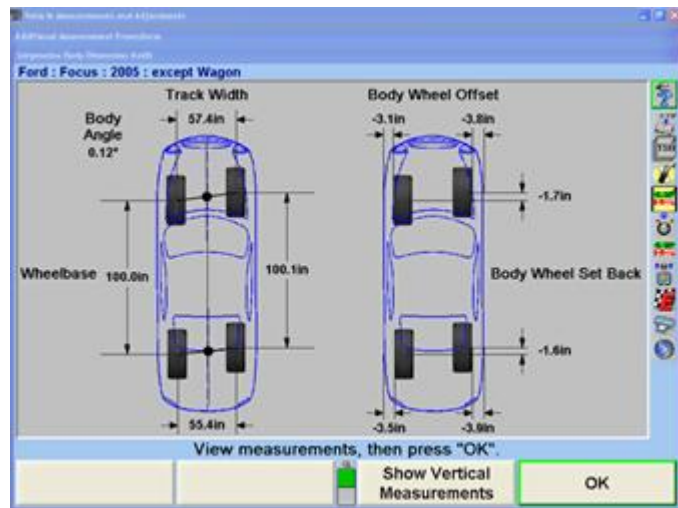 Ford : Focus : 2005 : except Wagon
Track Width
Body Wheel Offset
Body
Angle
0.12°
57.4in
-3.1in
-3.8in
-1.7in
Wheelbase
100.0in
100.1in
Body Wheel Set Back
-1.6in
55.4in
-3.5in
-3.9in
View measurements, then press "OK".
Show Vertical
Measurements
OK